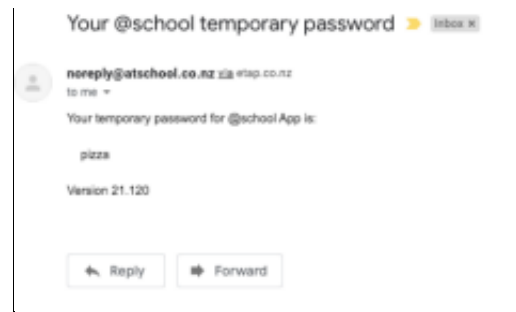 Your @school temporary password
Inbox ×
noreply@atschool.co.nz via etap.co.nz
to me
Your temporary password for @school App is:
pizza
Version 21.120
Reply
Forward